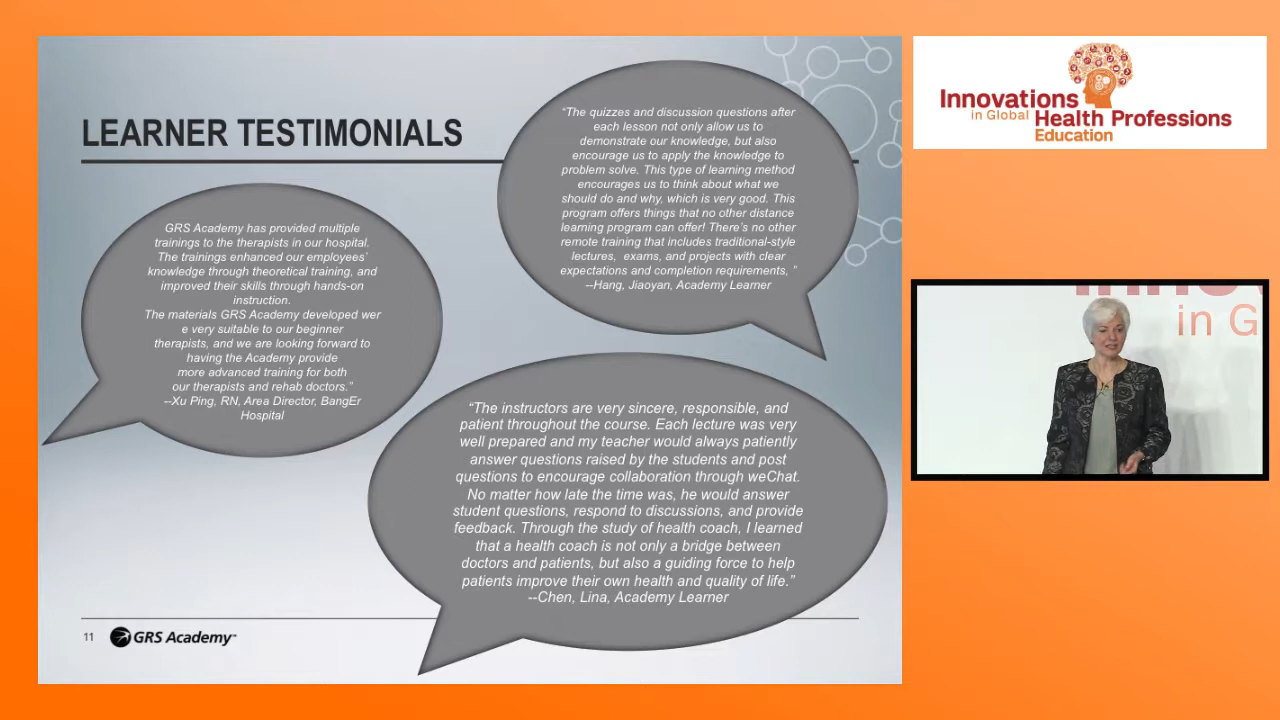 LEARNER TESTIMONIALS
GRS Academy has provided multiple
trainings to the therapists in our hospital.
The trainings enhanced our employees'
knowledge through theoretical training, and
improved their skills through hands-on
instruction.
The materials GRS Academy developed wer
e very suitable to our beginner
therapists, and we are looking forward to
having the Academy provide
more advanced training for both
our therapists and rehab doctors."
--Xu Ping, RN, Area Director, BangEr
Hospital
"The quizzes and discussion questions after
each lesson not only allow us to
demonstrate our knowledge, but also
encourage us to apply the knowledge to
problem solve. This type of learning method
encourages us to think about what we
should do and why, which is very good. This
program offers things that no other distance
learning program can offer! There's no other
remote training that includes traditional-style
lectures, exams, and projects with clear
expectations and completion requirements, "
--Hang, Jiaoyan, Academy Learner
"The instructors are very sincere, responsible, and
patient throughout the course. Each lecture was very
well prepared and my teacher would always patiently
answer questions raised by the students and post
questions to encourage collaboration through weChat.
No matter how late the time was, he would answer
student questions, respond to discussions, and provide
feedback. Through the study of health coach, I learned
that a health coach is not only a bridge between
doctors and patients, but also a guiding force to help
patients improve their own health and quality of life."
--Chen, Lina, Academy Learner
11
GRS Academy™
Innovations
in Global Health Professions
Education
in G